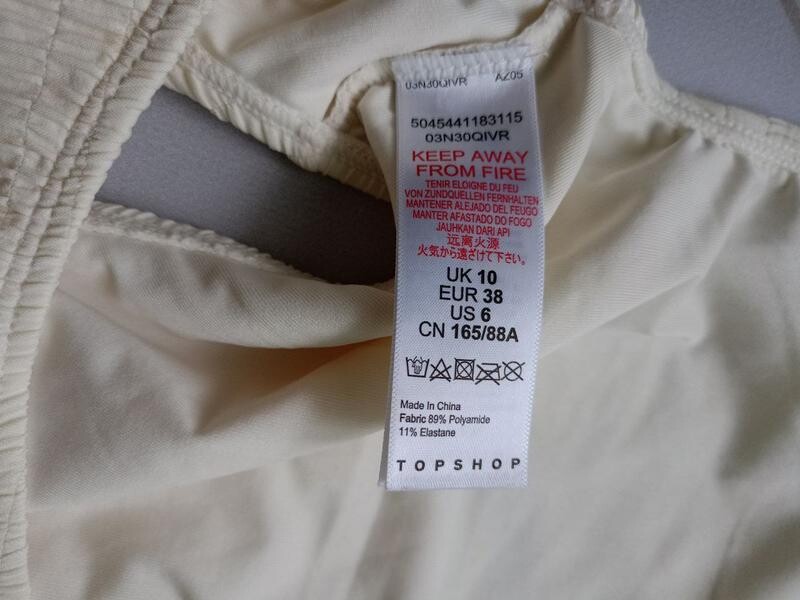 03N30QIVR AZ05
5045441183115
03N30QIVR
KEEP AWAY
FROM FIRE
TENIR ELOIGNE DU FEU
VON ZUNDQUELLEN FERNHALTEN
MANTENER ALEJADO DEL FEUGO
MANTER AFASTADO DO FOGO
JAUHKAN DARI API
远离火源
火気から遠ざけて下さい。
UK 10
EUR 38
US 6
CN 165/88A
Made In China
Fabric 89% Polyamide
11% Elastane
TOPSHOP